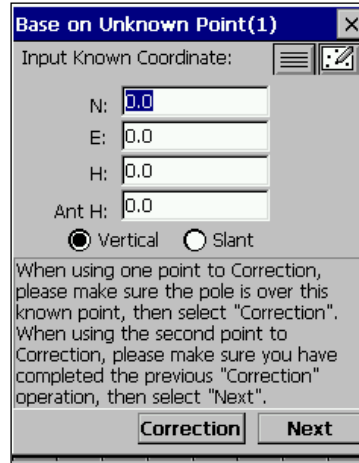 Base on Unknown Point(1)
Input Known Coordinate:
N: 0.0
E: 0.0
H: 0.0
Ant H: 0.0
Vertical Slant
When using one point to Correction,
please make sure the pole is over this
known point, then select "Correction".
When using the second point to
Correction, please make sure you have
completed the previous "Correction"
operation, then select "Next".
Correction Next